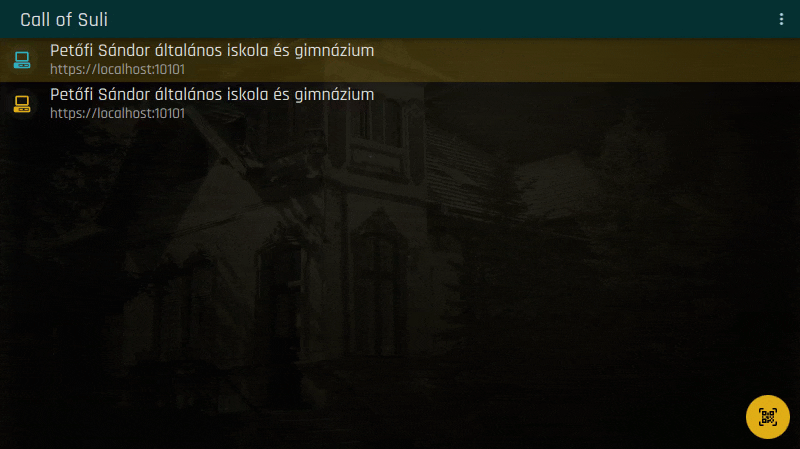 Call of Suli
Petőfi Sándor általános iskola és gimnázium
https://localhost:10101
Petőfi Sándor általános iskola és gimnázium
https://localhost:10101